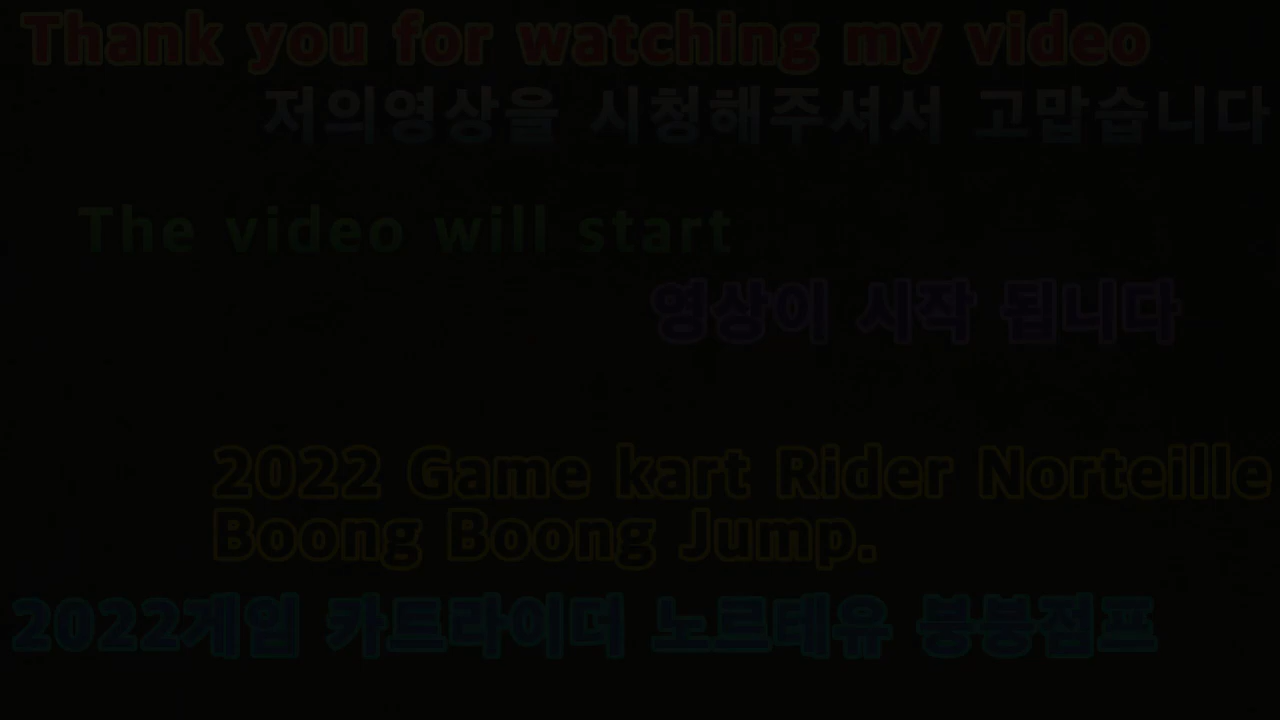 Thank you for watching my video
저의영상을 시청해주셔서 고맙습니다
The video will start
영상이 시작 됩니다
2022 Game kart Rider Norteille
Boong Boong Jump.
2022게임 카트라이더 노르테유 붕붕점프